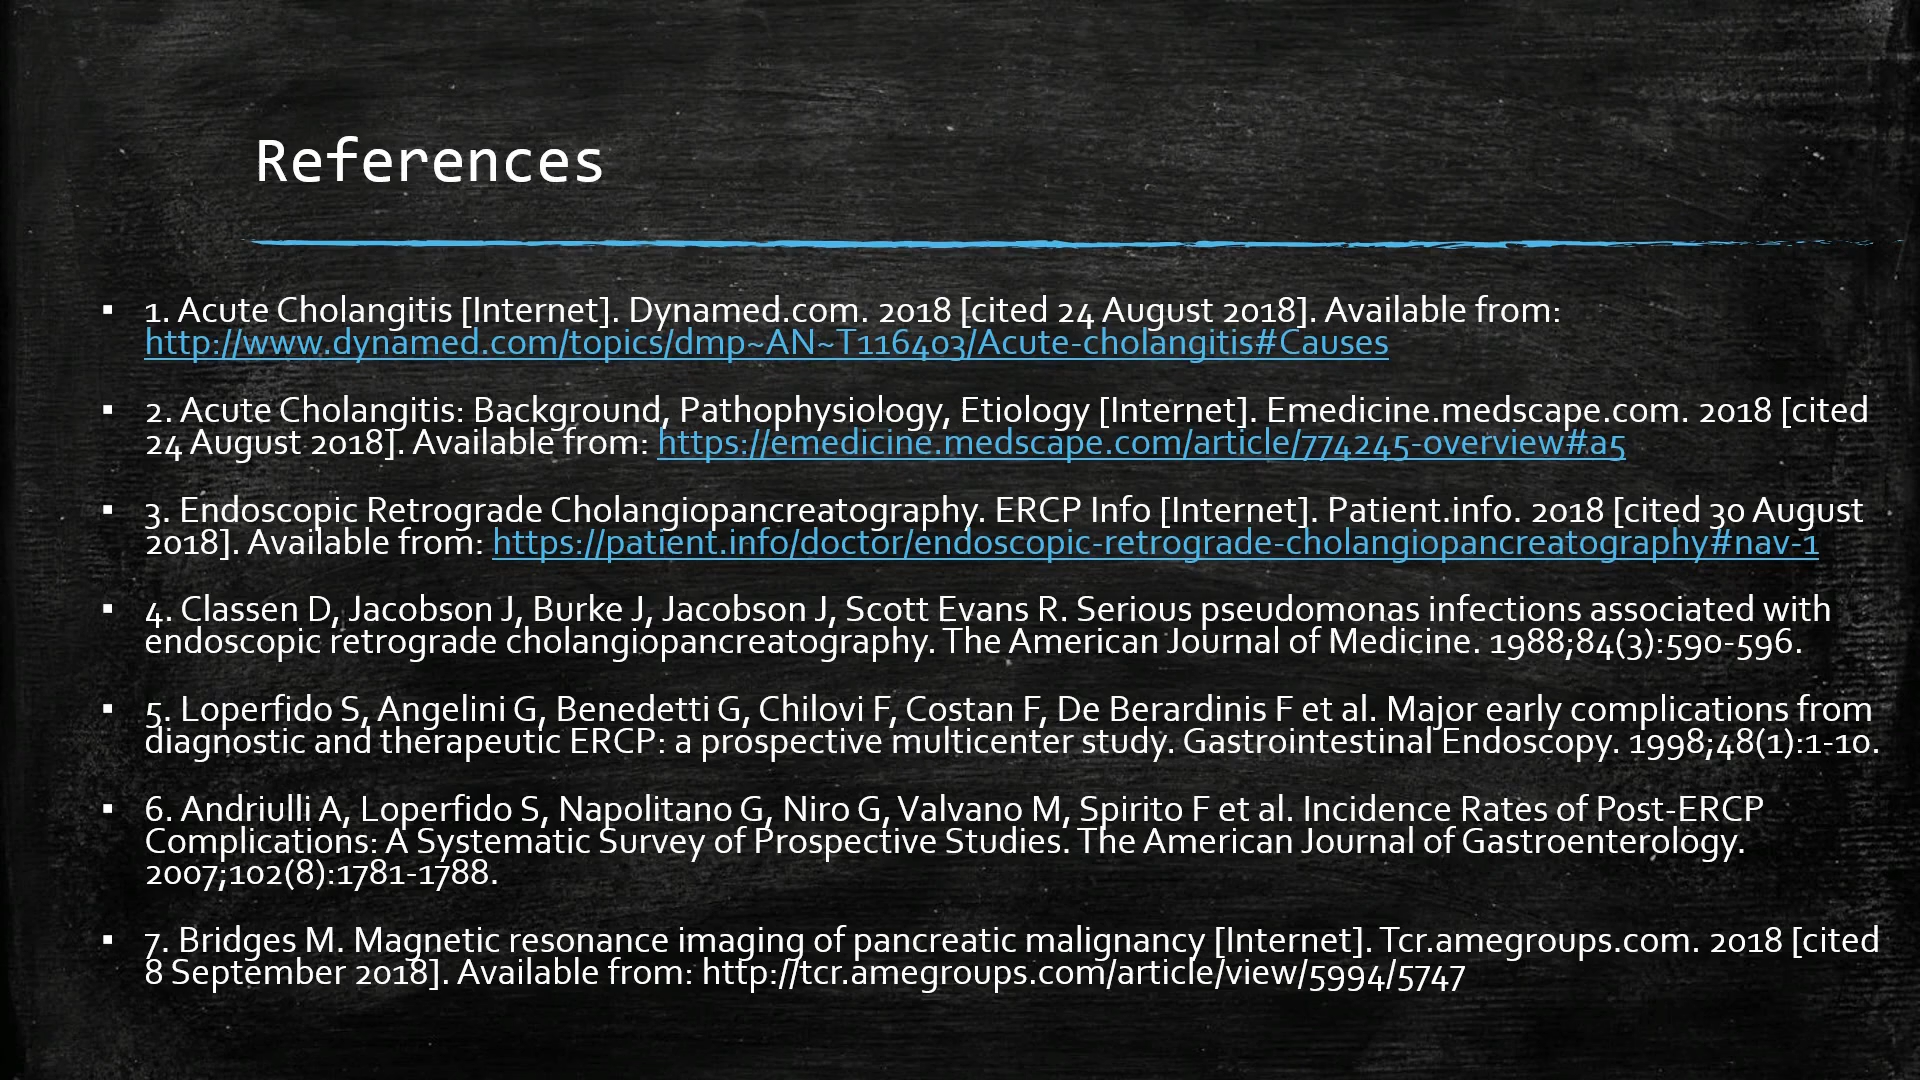 References
▪ 1. Acute Cholangitis [Internet]. Dynamed.com. 2018 [cited 24 August 2018]. Available from:
http://www.dynamed.com/topics/dmp~AN~T116403/Acute-cholangitis#Causes
▪ 2. Acute Cholangitis: Background, Pathophysiology, Etiology [Internet]. Emedicine.medscape.com. 2018 [cited
24 August 2018]. Available from: https://emedicine.medscape.com/article/774245-overview#a5
▪ 3. Endoscopic Retrograde Cholangiopancreatography. ERCP Info [Internet]. Patient.info. 2018 [cited 30 August
2018]. Available from: https://patient.info/doctor/endoscopic-retrograde-cholangiopancreatography#nav-1
▪ 4. Classen D, Jacobson J, Burke J, Jacobson J, Scott Evans R. Serious pseudomonas infections associated with
endoscopic retrograde cholangiopancreatography. The American Journal of Medicine. 1988;84(3):590-596.
▪ 5. Loperfido S, Angelini G, Benedetti G, Chilovi F, Costan F, De Berardinis F et al. Major early complications from
diagnostic and therapeutic ERCP: a prospective multicenter study. Gastrointestinal Endoscopy. 1998;48(1):1-10.
▪ 6. Andriulli A, Loperfido S, Napolitano G, Niro G, Valvano M, Spirito F et al. Incidence Rates of Post-ERCP
Complications: A Systematic Survey of Prospective Studies. The American Journal of Gastroenterology.
2007;102(8):1781-1788.
▪ 7. Bridges M. Magnetic resonance imaging of pancreatic malignancy [Internet]. Tcr.amegroups.com. 2018 [cited
8 September 2018]. Available from: http://tcr.amegroups.com/article/view/5994/5747